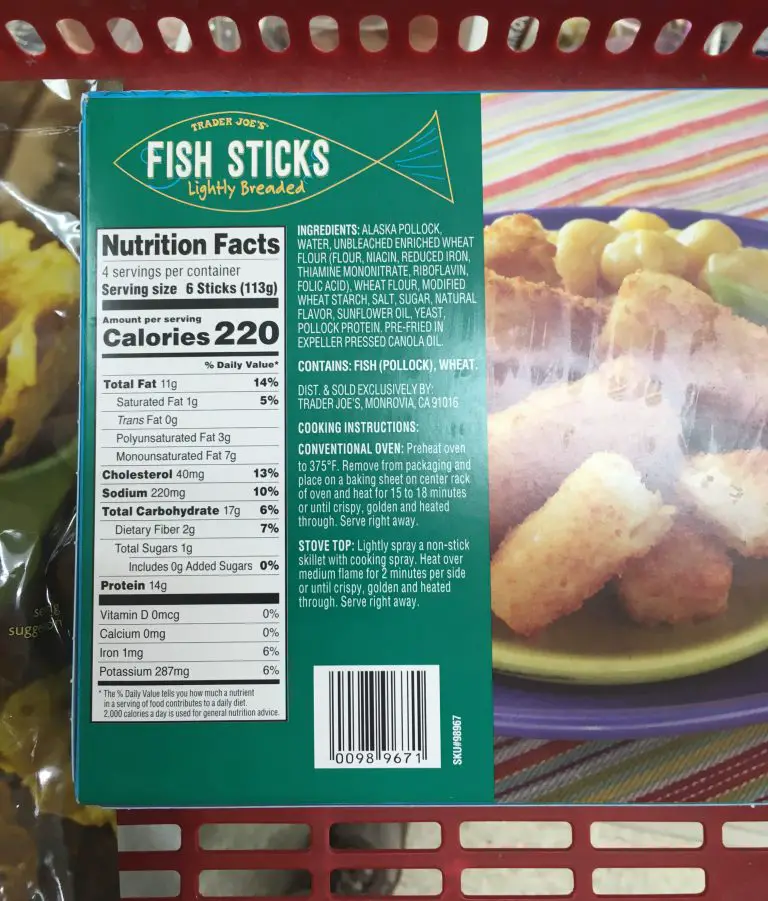 TRADER JOE'S
FISH STICKS
Lightly Breaded
Nutrition Facts
4 servings per container
Serving size 6 Sticks (113g)
Amount per serving
Calories 220
% Daily Value*
Total Fat 11g 14%
Saturated Fat 1g 5%
Trans Fat 0g
Polyunsaturated Fat 3g
Monounsaturated Fat 7g
Cholesterol 40mg 13%
Sodium 220mg 10%
Total Carbohydrate 17g 6%
Dietary Fiber 2g 7%
Total Sugars 1g
Includes 0g Added Sugars 0%
Protein 14g
Vitamin D 0mcg 0%
Calcium 0mg 0%
Iron 1mg 6%
Potassium 287mg 6%
* The % Daily Value tells you how much a nutrient
in a serving of food contributes to a daily diet.
2,000 calories a day is used for general nutrition advice.
INGREDIENTS: ALASKA POLLOCK,
WATER, UNBLEACHED ENRICHED WHEAT
FLOUR (FLOUR, NIACIN, REDUCED IRON,
THIAMINE MONONITRATE, RIBOFLAVIN,
FOLIC ACID), WHEAT FLOUR, MODIFIED
WHEAT STARCH, SALT, SUGAR, NATURAL
FLAVOR, SUNFLOWER OIL, YEAST,
POLLOCK PROTEIN. PRE-FRIED IN
EXPELLER PRESSED CANOLA OIL.
CONTAINS: FISH (POLLOCK), WHEAT.
DIST. & SOLD EXCLUSIVELY BY:
TRADER JOE'S, MONROVIA, CA 91016
COOKING INSTRUCTIONS:
CONVENTIONAL OVEN: Preheat oven
to 375°F. Remove from packaging and
place on a baking sheet on center rack
of oven and heat for 15 to 18 minutes
or until crispy, golden and heated
through. Serve right away.
STOVE TOP: Lightly spray a non-stick
skillet with cooking spray. Heat over
medium flame for 2 minutes per side
or until crispy, golden and heated
through. Serve right away.
0098 9671
SKU#98967